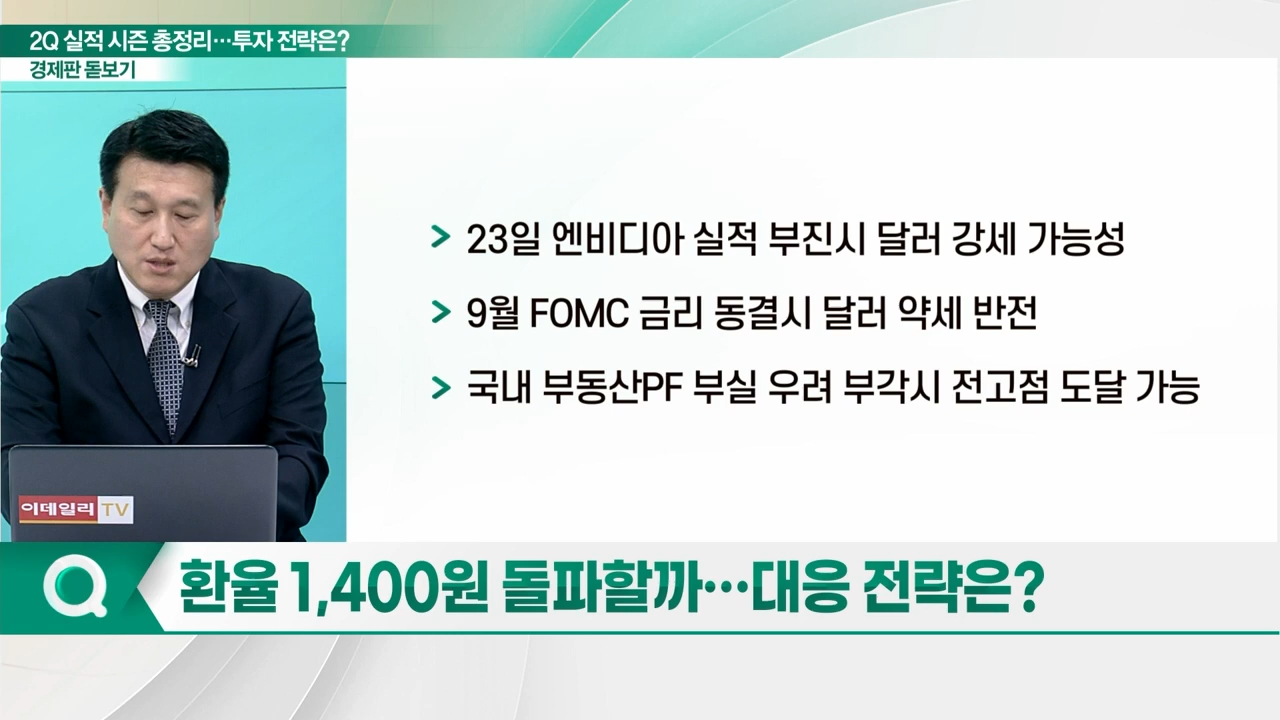 2Q 실적 시즌 총정리…투자 전략은?
경제판 돋보기
> 23일 엔비디아 실적 부진시 달러 강세 가능성
> 9월 FOMC 금리 동결시 달러 약세 반전
> 국내 부동산PF 부실 우려 부각시 전고점 도달 가능
이데일리 TV
Q 환율 1,400원 돌파할까…대응 전략은?